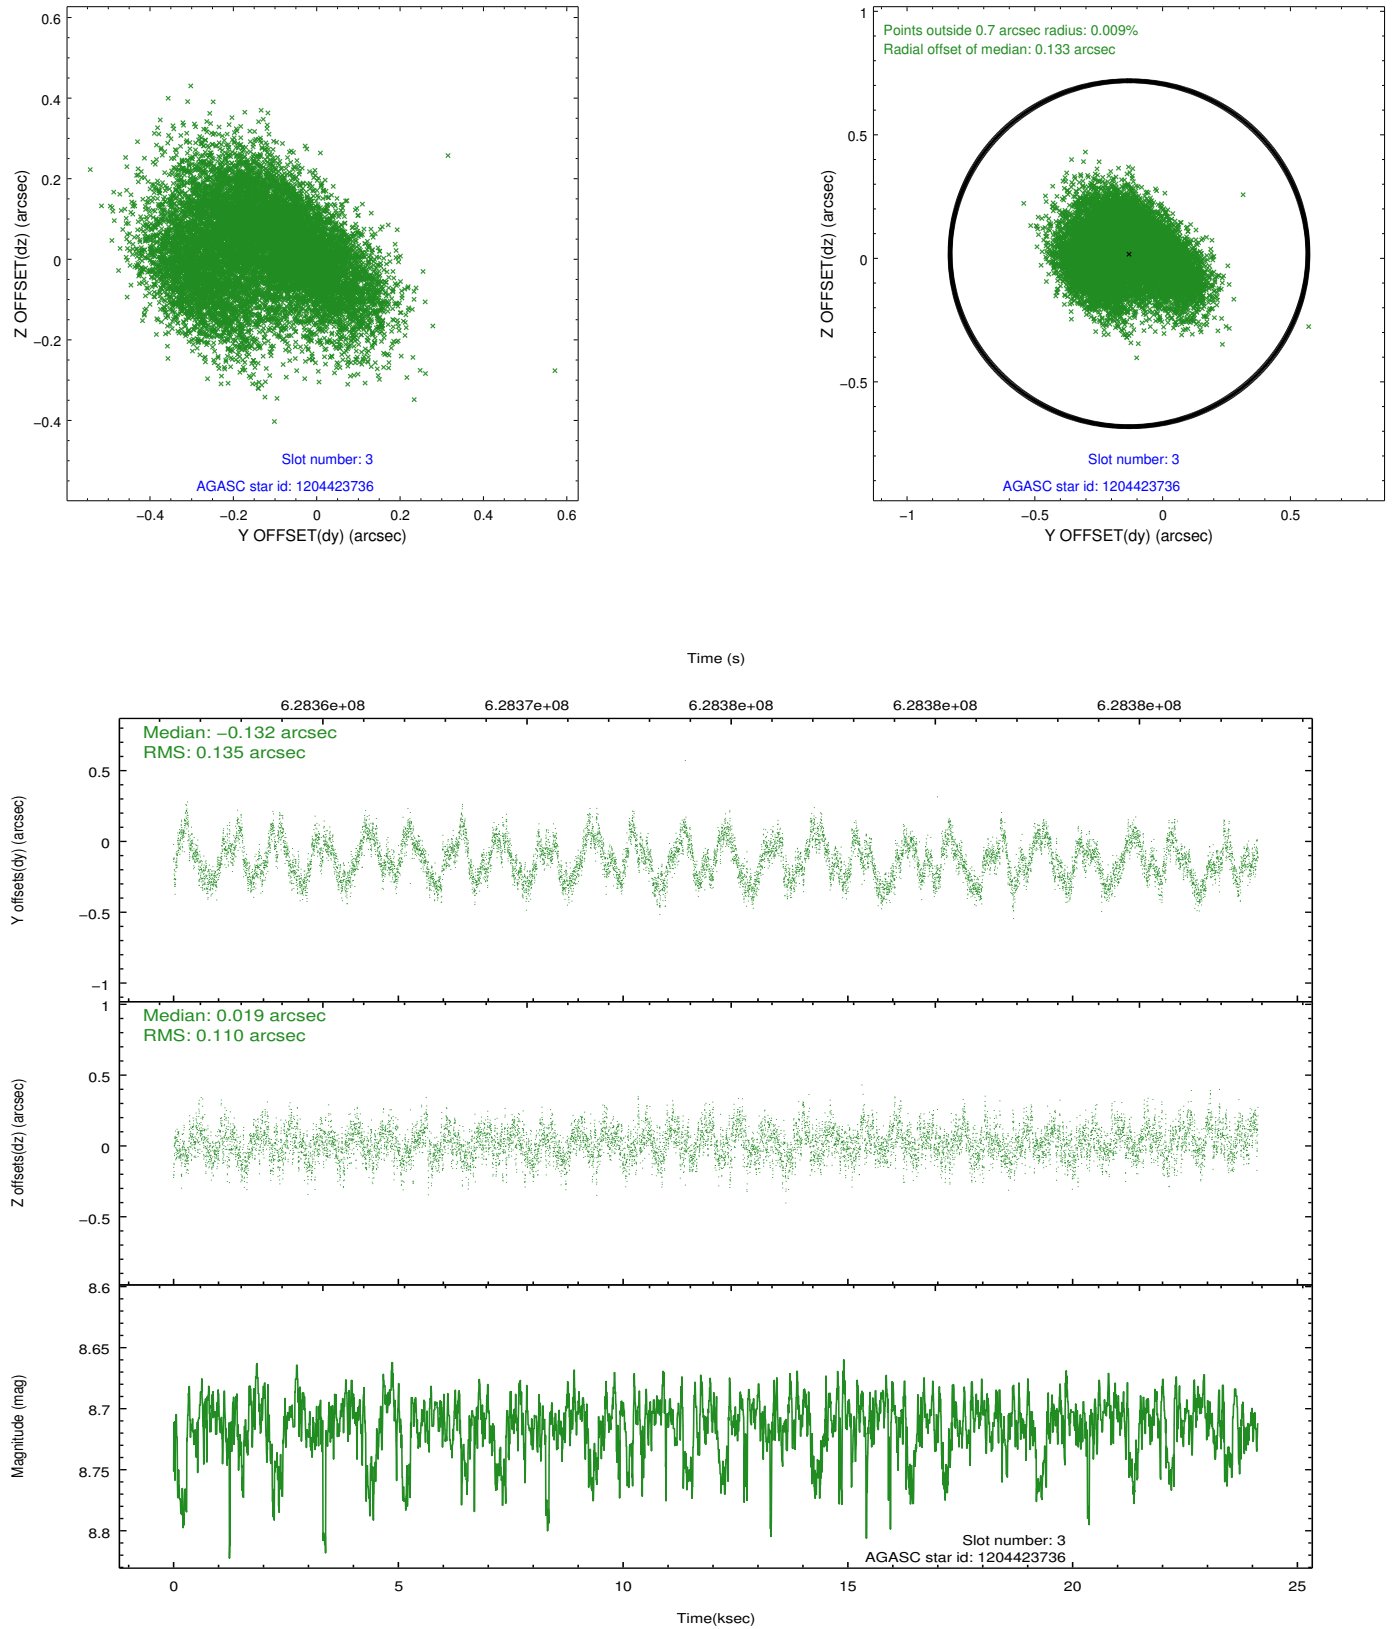 0.6
0.4
0.2
0
−0.2
−0.4
Z OFFSET(dz) (arcsec)
Slot number: 3
AGASC star id: 1204423736
−0.4 −0.2 0 0.2 0.4 0.6
Y OFFSET(dy) (arcsec)
1
0.5
0
−0.5
Z OFFSET(dz) (arcsec)
Points outside 0.7 arcsec radius: 0.009%
Radial offset of median: 0.133 arcsec
Slot number: 3
AGASC star id: 1204423736
−1 −0.5 0 0.5
Y OFFSET(dy) (arcsec)
Time (s)
6.2836e+08 6.2837e+08 6.2838e+08 6.2838e+08 6.2838e+08
Median: −0.132 arcsec
RMS: 0.135 arcsec
0.5
0
−0.5
−1
Y offsets(dy) (arcsec)
Median: 0.019 arcsec
RMS: 0.110 arcsec
1
0.5
0
−0.5
Z offsets(dz) (arcsec)
8.6
8.65
8.7
8.75
8.8
Magnitude (mag)
Slot number: 3
AGASC star id: 1204423736
0 5 10 15 20 25
Time(ksec)